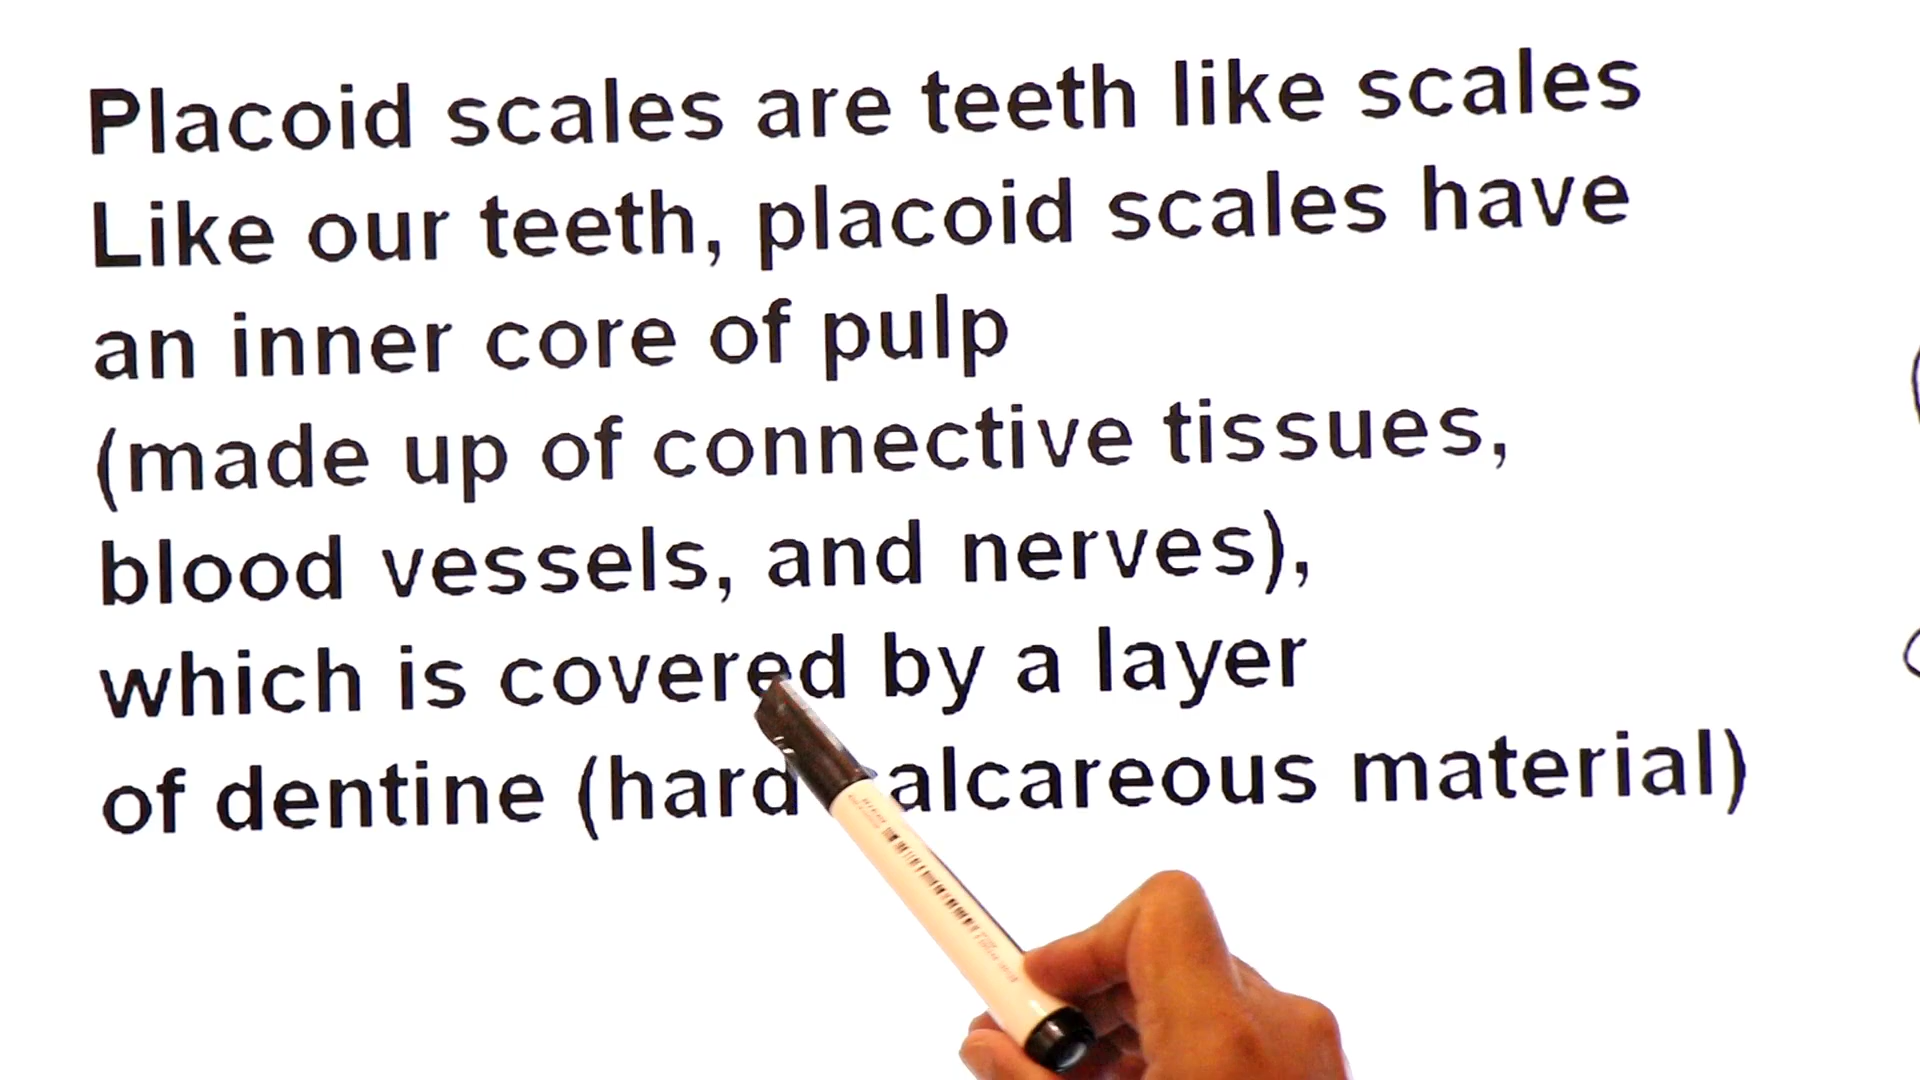 Placoid scales are teeth like scales
Like our teeth, placoid scales have
an inner core of pulp
(made up of connective tissues,
blood vessels, and nerves),
which is covered by a layer
of dentine (hard alcareous material)